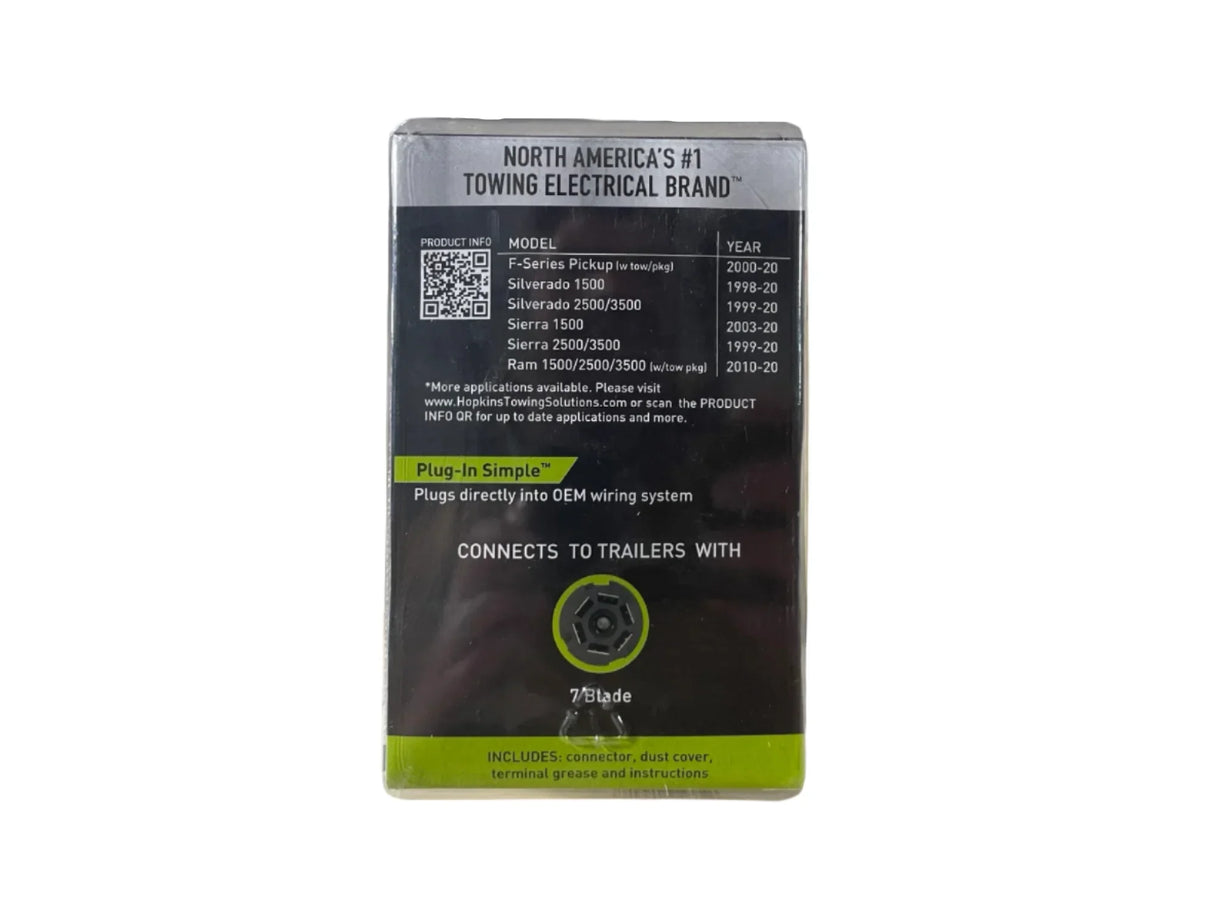 NORTH AMERICA'S #1
TOWING ELECTRICAL BRAND™
PRODUCT INFO
MODEL YEAR
F-Series Pickup (w tow/pkg) 2000-20
Silverado 1500 1998-20
Silverado 2500/3500 1999-20
Sierra 1500 2003-20
Sierra 2500/3500 1999-20
Ram 1500/2500/3500 (w/tow pkg) 2010-20
*More applications available. Please visit
www.HopkinsTowingSolutions.com or scan the PRODUCT
INFO QR for up to date applications and more.
Plug-In Simple™
Plugs directly into OEM wiring system
CONNECTS TO TRAILERS WITH
7 Blade
INCLUDES: connector, dust cover,
terminal grease and instructions